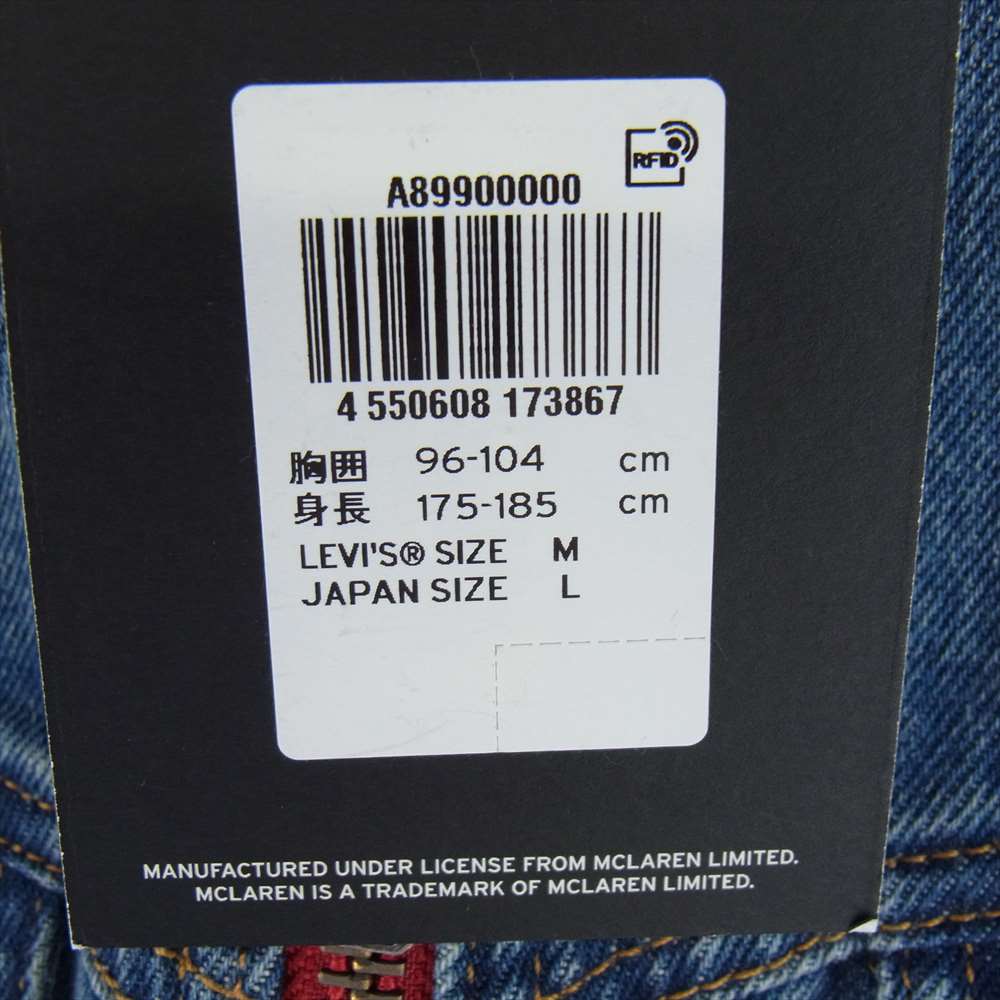 RFID
A89900000
4 550608 173867
胸囲 96-104 cm
身長 175-185 cm
LEVI'S® SIZE M
JAPAN SIZE L
MANUFACTURED UNDER LICENSE FROM MCLAREN LIMITED.
MCLAREN IS A TRADEMARK OF MCLAREN LIMITED.